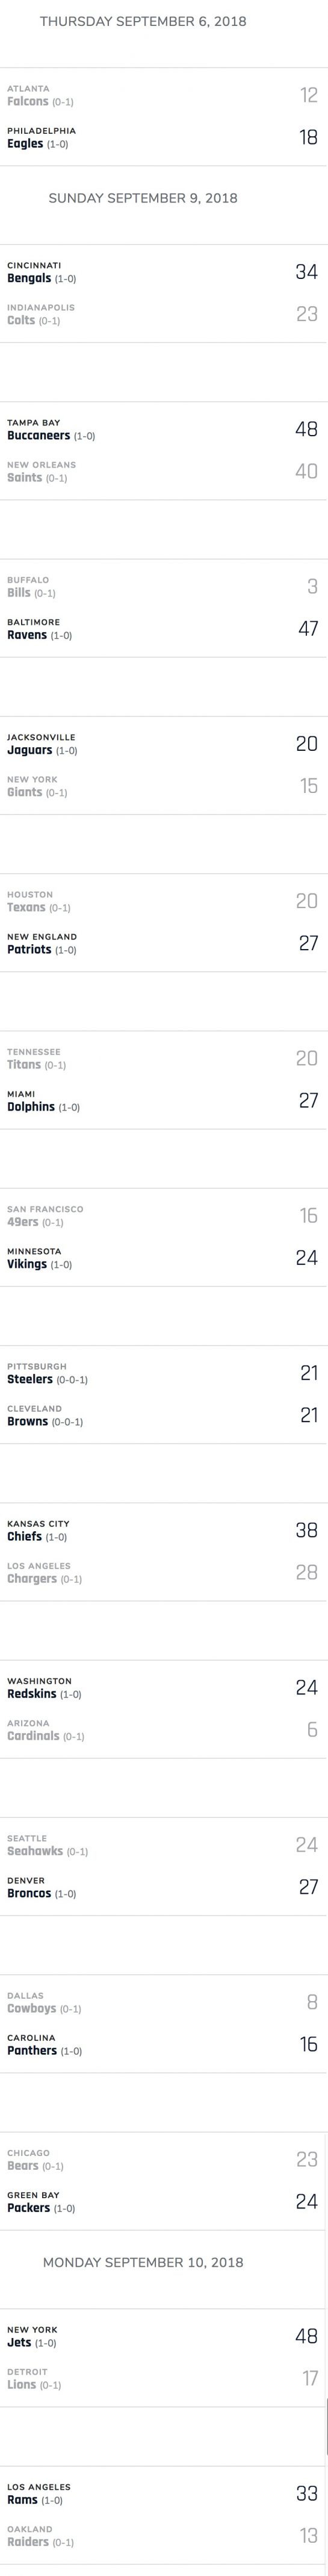 THURSDAY SEPTEMBER 6, 2018
ATLANTA
Falcons (0-1)
12
PHILADELPHIA
Eagles (1-0)
18
SUNDAY SEPTEMBER 9, 2018
CINCINNATI
Bengals (1-0)
34
INDIANAPOLIS
Colts (0-1)
23
TAMPA BAY
Buccaneers (1-0)
48
NEW ORLEANS
Saints (0-1)
40
BUFFALO
Bills (0-1)
3
BALTIMORE
Ravens (1-0)
47
JACKSONVILLE
Jaguars (1-0)
20
NEW YORK
Giants (0-1)
15
HOUSTON
Texans (0-1)
20
NEW ENGLAND
Patriots (1-0)
27
TENNESSEE
Titans (0-1)
20
MIAMI
Dolphins (1-0)
27
SAN FRANCISCO
49ers (0-1)
16
MINNESOTA
Vikings (1-0)
24
PITTSBURGH
Steelers (0-0-1)
21
CLEVELAND
Browns (0-0-1)
21
KANSAS CITY
Chiefs (1-0)
38
LOS ANGELES
Chargers (0-1)
28
WASHINGTON
Redskins (1-0)
24
ARIZONA
Cardinals (0-1)
6
SEATTLE
Seahawks (0-1)
24
DENVER
Broncos (1-0)
27
DALLAS
Cowboys (0-1)
8
CAROLINA
Panthers (1-0)
16
CHICAGO
Bears (0-1)
23
GREEN BAY
Packers (1-0)
24
MONDAY SEPTEMBER 10, 2018
NEW YORK
Jets (1-0)
48
DETROIT
Lions (0-1)
17
LOS ANGELES
Rams (1-0)
33
OAKLAND
Raiders (0-1)
13